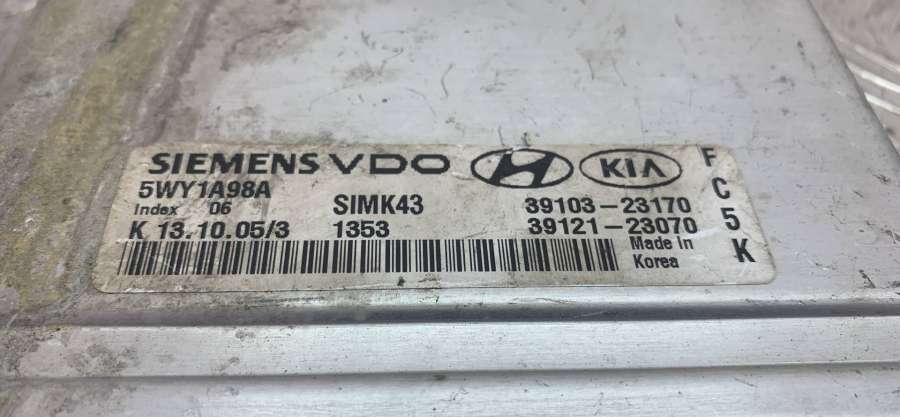 SIEMENS VDO H KIA
5WY1A98A
Index 06 SIMK43 39103-23170
K 13.10.05/3 1353 39121-23070
Made In
Korea
F
C
5
K